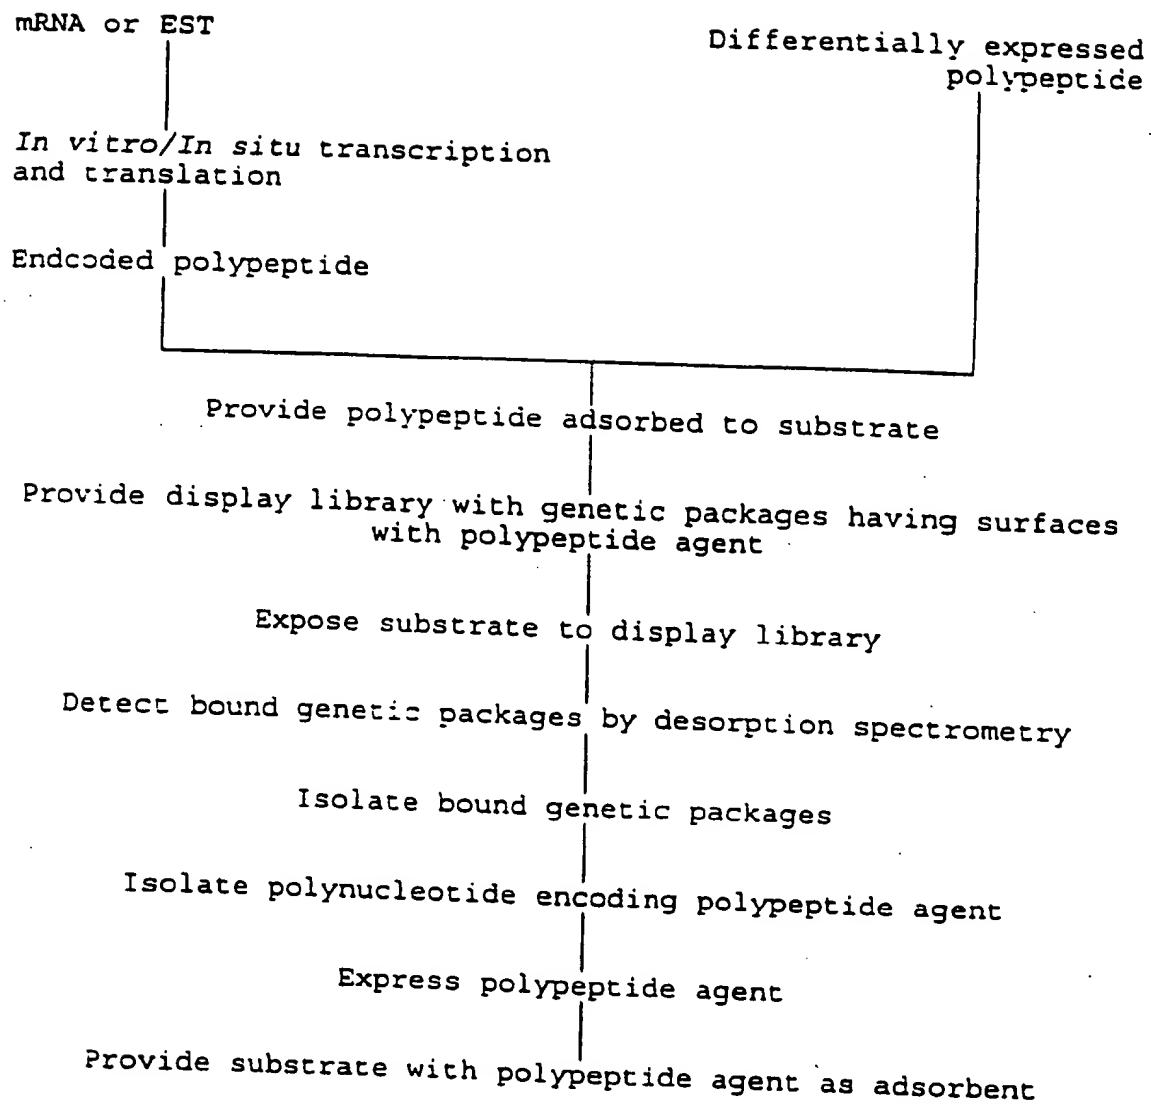 mRNA or EST
Differentially expressed
polypeptide
In vitro/In situ transcription
and translation
Endcoded polypeptide
Provide polypeptide adsorbed to substrate
Provide display library with genetic packages having surfaces
with polypeptide agent
Expose substrate to display library
Detect bound genetic packages by desorption spectrometry
Isolate bound genetic packages
Isolate polynucleotide encoding polypeptide agent
Express polypeptide agent
Provide substrate with polypeptide agent as adsorbent